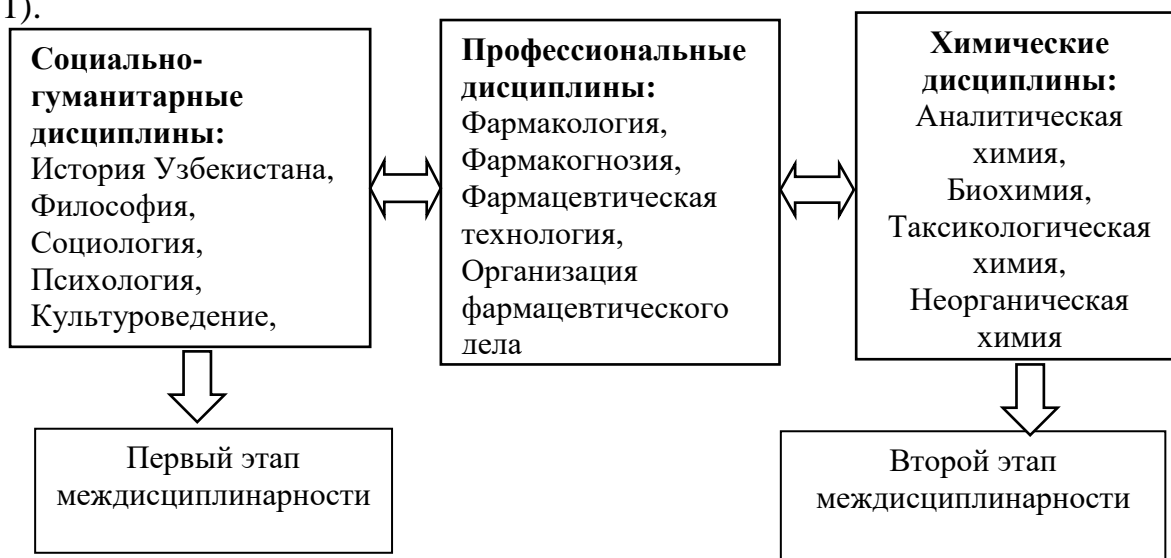 1).
Социально-
гуманитарные
дисциплины:
История Узбекистана,
Философия,
Социология,
Психология,
Культуроведение,
Профессиональные
дисциплины:
Фармакология,
Фармакогнозия,
Фармацевтическая
технология,
Организация
фармацевтического
дела
Химические
дисциплины:
Аналитическая
химия,
Биохимия,
Таксикологическая
химия,
Неорганическая
химия
Первый этап
междисциплинарности
Второй этап
междисциплинарности